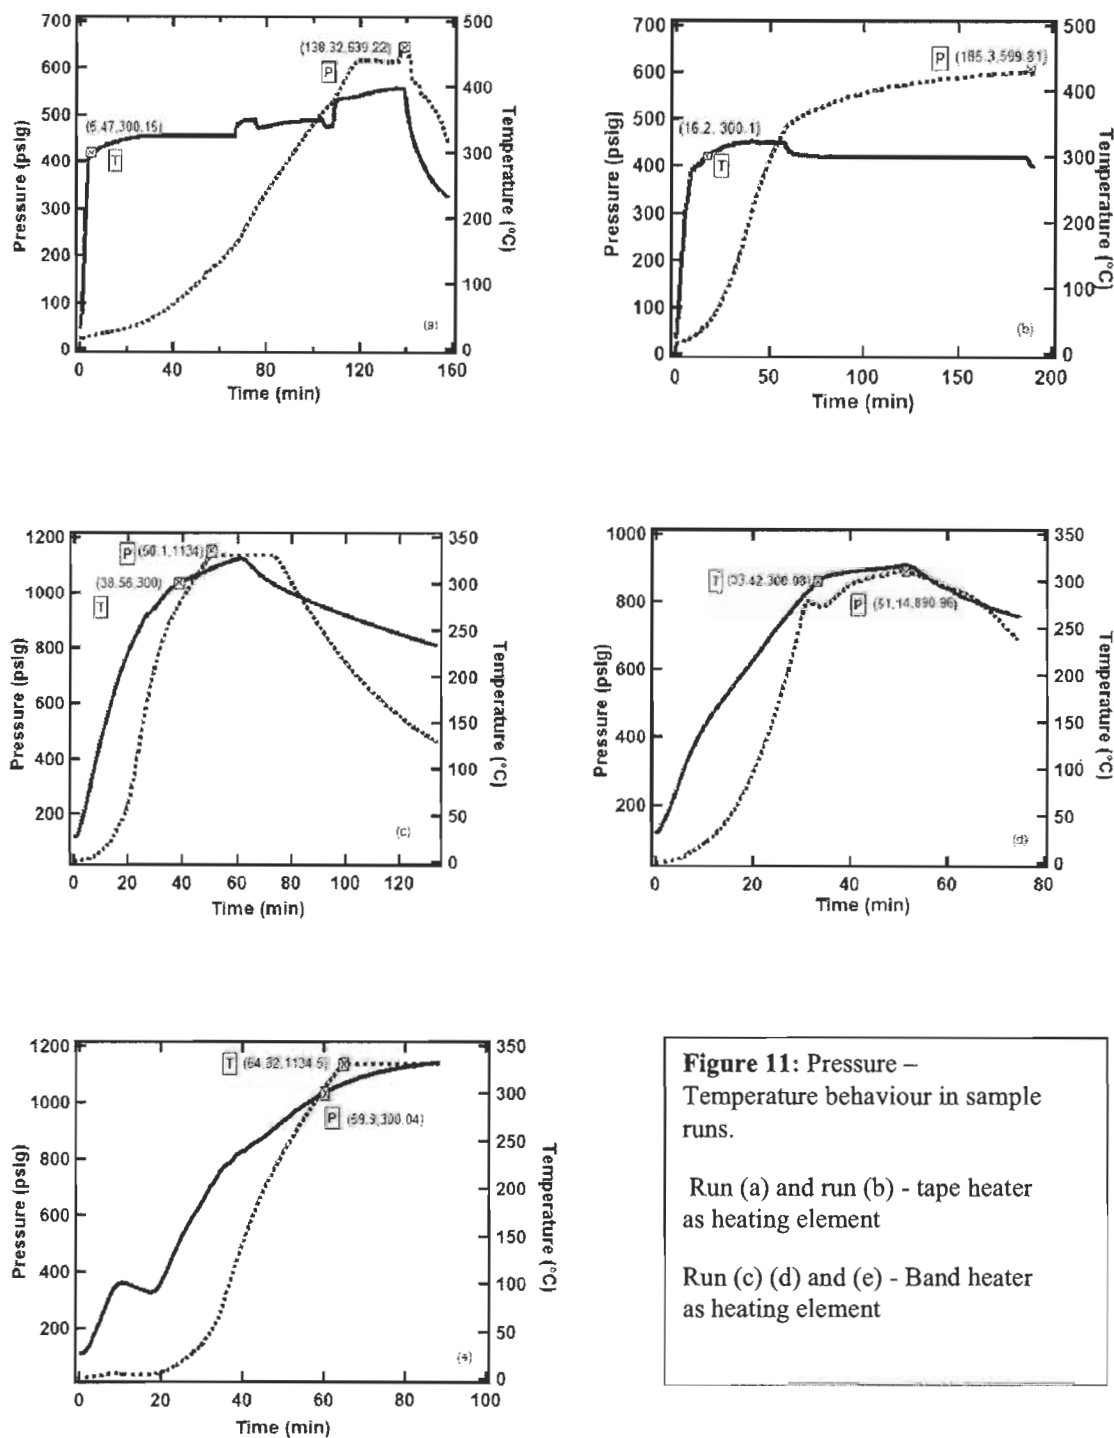 700
600
500
400
300
200
100
0
Pressure (psig)
500
400
300
200
100
0
Temperature (°C)
(138.32,639.22)
P
(5.47,300.15)
T
(a)
0 40 80 120 160
Time (min)
700
600
500
400
300
200
100
0
Pressure (psig)
500
400
300
200
100
0
Temperature (°C)
P (185.3,599.81)
(16.2, 300.1)
T
(b)
0 50 100 150 200
Time (min)
1200
1000
800
600
400
200
Pressure (psig)
350
300
250
200
150
100
50
0
Temperature (°C)
P (50.1,1134)
(38.56,300)
T
(c)
0 20 40 60 80 100 120
Time (min)
1000
800
600
400
200
Pressure (psig)
350
300
250
200
150
100
50
0
Temperature (°C)
T (33.42,300.08)
P (51.14,890.96)
(d)
0 20 40 60 80
Time (min)
1200
1000
800
600
400
200
Pressure (psig)
350
300
250
200
150
100
50
0
Temperature (°C)
T (64.82,1134.5)
P (59.9,300.04)
0 20 40 60 80 100
Time (min)
Figure 11: Pressure –
Temperature behaviour in sample
runs.
Run (a) and run (b) - tape heater
as heating element
Run (c) (d) and (e) - Band heater
as heating element